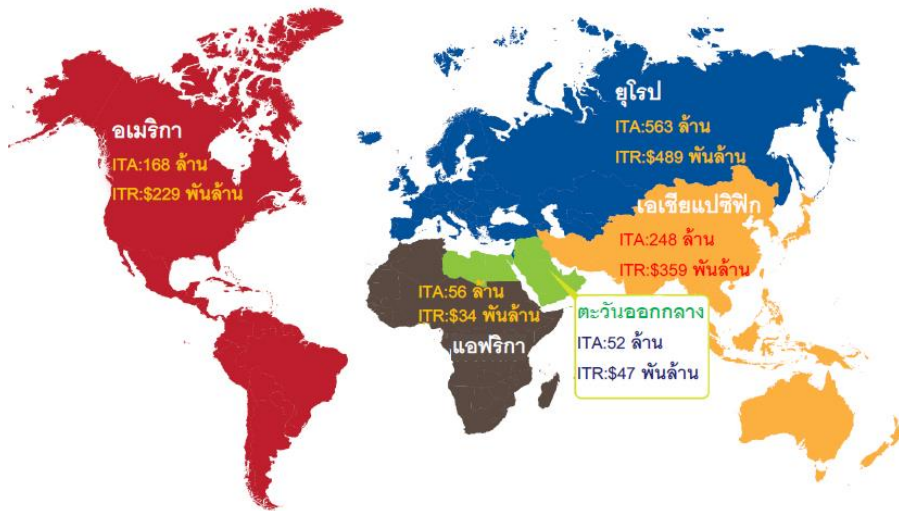 อเมริกา
ITA:168 ล้าน
ITR:$229 พันล้าน
ยุโรป
ITA:563 ล้าน
ITR:$489 พันล้าน
เอเชียแปซิฟิก
ITA:248 ล้าน
ITR:$359 พันล้าน
ITA:56 ล้าน
ITR:$34 พันล้าน
แอฟริกา
ตะวันออกกลาง
ITA:52 ล้าน
ITR:$47 พันล้าน